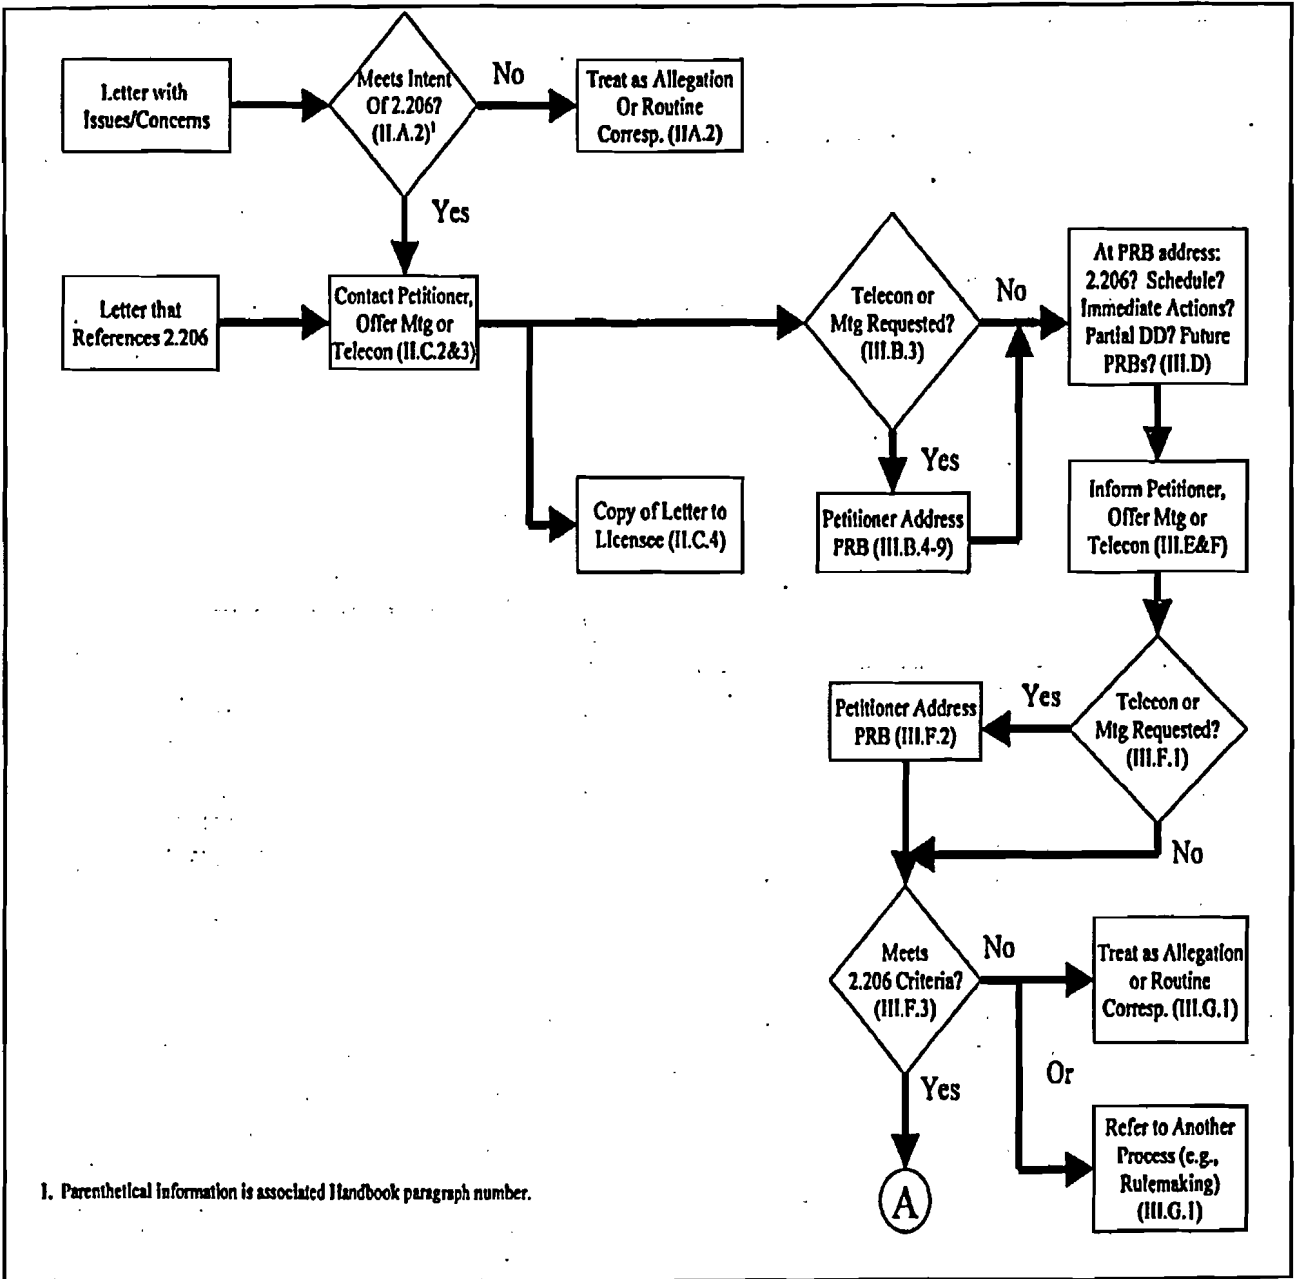 Letter with
Issues/Concerns
Meets Intent
Of 2.206?
(II.A.2)¹
No
Treat as Allegation
Or Routine
Corresp. (IIA.2)
Yes
Letter that
References 2.206
Contact Petitioner,
Offer Mtg or
Telecon (II.C.2&3)
Telecon or
Mtg Requested?
(III.B.3)
No
At PRB address:
2.206? Schedule?
Immediate Actions?
Partial DD? Future
PRBs? (III.D)
Yes
Copy of Letter to
Licensee (II.C.4)
Petitioner Address
PRB (III.B.4-9)
Inform Petitioner,
Offer Mtg or
Telecon (III.E&F)
Petitioner Address
PRB (III.F.2)
Yes
Telecon or
Mtg Requested?
(III.F.1)
No
Meets
2.206 Criteria?
(III.F.3)
No
Treat as Allegation
or Routine
Corresp. (III.G.1)
Or
Yes
Refer to Another
Process (e.g.,
Rulemaking)
(III.G.1)
A
1. Parenthetical information is associated Handbook paragraph number.